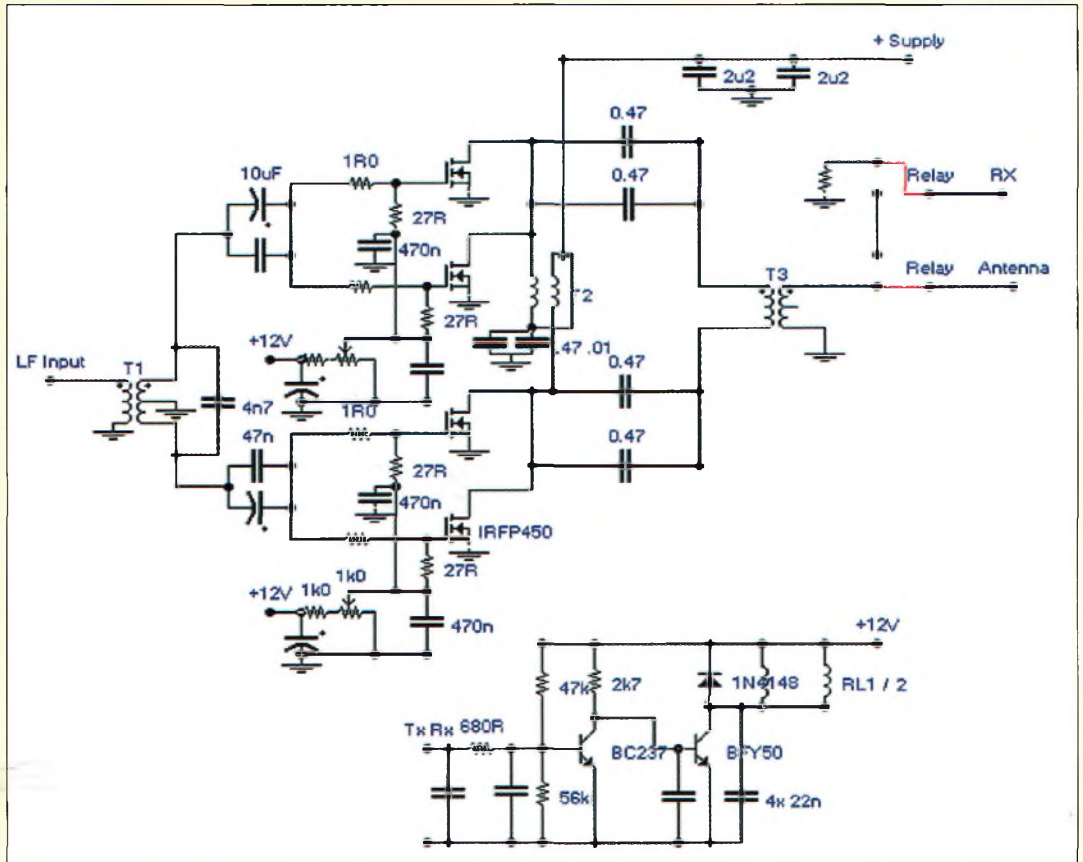 + Supply
2u2
2u2
0.47
1R0
10uF
0.47
Relay
RX
27R
470n
T3
Relay
Antenna
+12V
27R
T2
LF Input
T1
.47 .01
0.47
4n7
1R0
47n
0.47
27R
470n
IRFP450
27R
+12V
1k0
1k0
470n
+12V
47k
2k7
1N4148
RL1 / 2
Tx Rx
680R
BC237
BFY50
56k
4x 22n